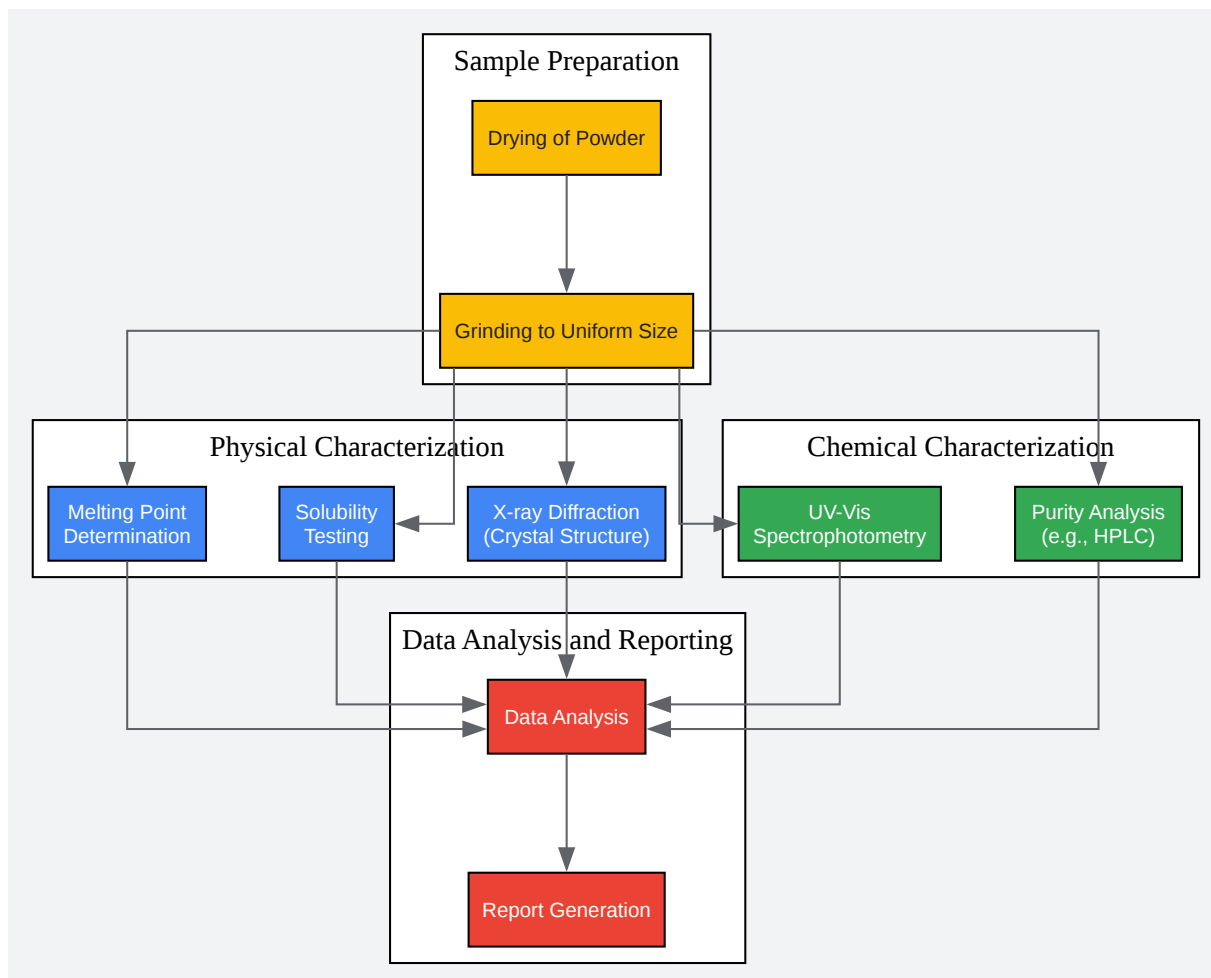 Sample Preparation
Drying of Powder
Grinding to Uniform Size
Physical Characterization
Melting Point
Determination
Solubility
Testing
X-ray Diffraction
(Crystal Structure)
Chemical Characterization
UV-Vis
Spectrophotometry
Purity Analysis
(e.g., HPLC)
Data Analysis and Reporting
Data Analysis
Report Generation